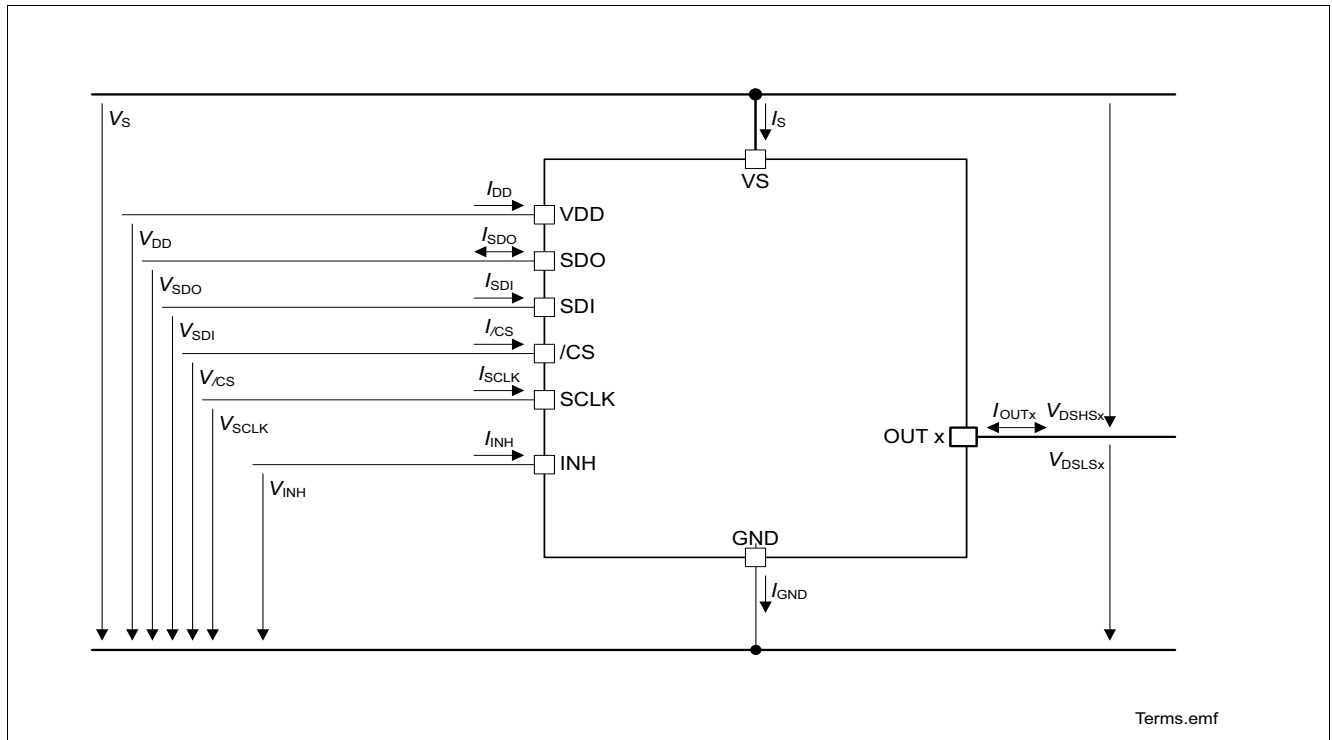 VS
IS
VS
IDD
VDD
VDD
ISDO
SDO
VSDO
ISDI
SDI
VSDI
I/CS
/CS
V/CS
ISCLK
SCLK
VSCLK
IOUTx
VDSHSx
OUT x
IINH
INH
VDSLSx
VINH
GND
IGND
Terms.emf